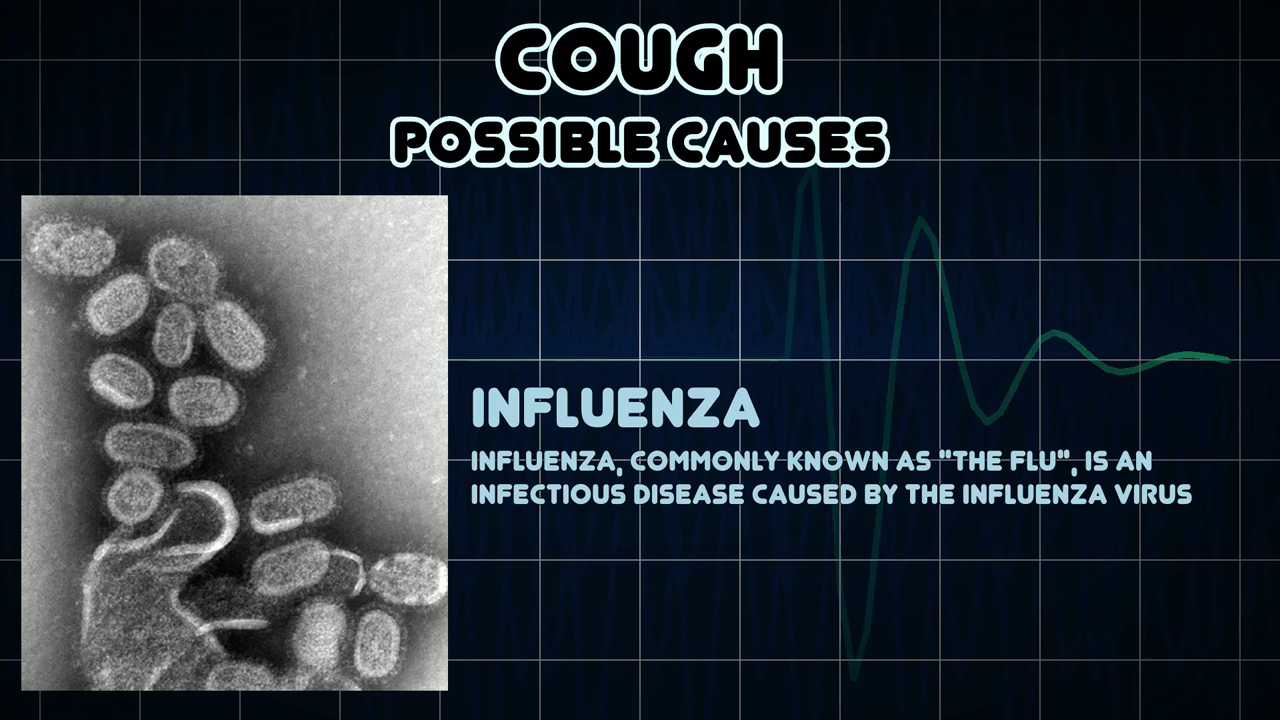 COUGH
POSSIBLE CAUSES
INFLUENZA
INFLUENZA, COMMONLY KNOWN AS "THE FLU", IS AN
INFECTIOUS DISEASE CAUSED BY THE INFLUENZA VIRUS